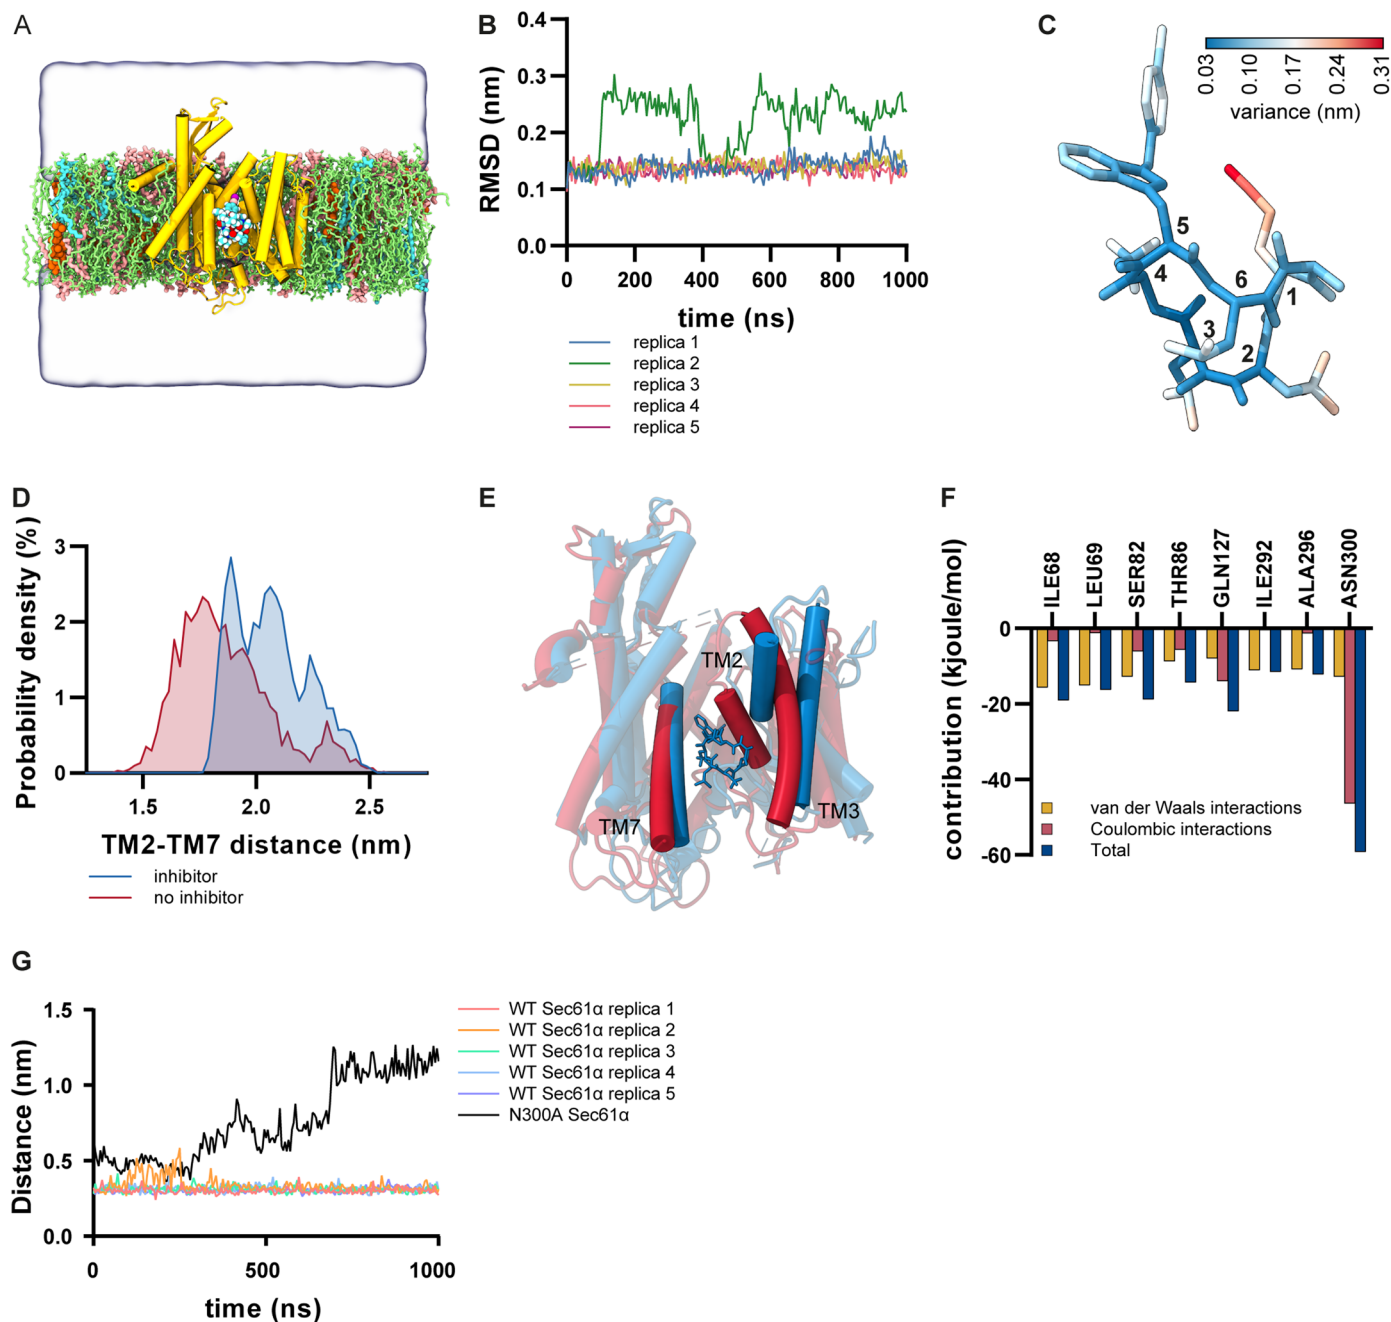 A
B
RMSD (nm)
0.4
0.3
0.2
0.1
0.0
0
200
400
600
800
1000
time (ns)
replica 1
replica 2
replica 3
replica 4
replica 5
C
0.03
0.10
0.17
0.24
0.31
variance (nm)
5
4
6
1
3
2
D
Probability density (%)
3
2
1
0
1.5
2.0
2.5
TM2-TM7 distance (nm)
inhibitor
no inhibitor
E
TM2
TM7
TM3
F
contribution (kjoule/mol)
ILE68
LEU69
SER82
THR86
GLN127
ILE292
ALA296
ASN300
0
-20
-40
-60
van der Waals interactions
Coulombic interactions
Total
G
Distance (nm)
1.5
1.0
0.5
0.0
0
500
1000
time (ns)
WT Sec61α replica 1
WT Sec61α replica 2
WT Sec61α replica 3
WT Sec61α replica 4
WT Sec61α replica 5
N300A Sec61α